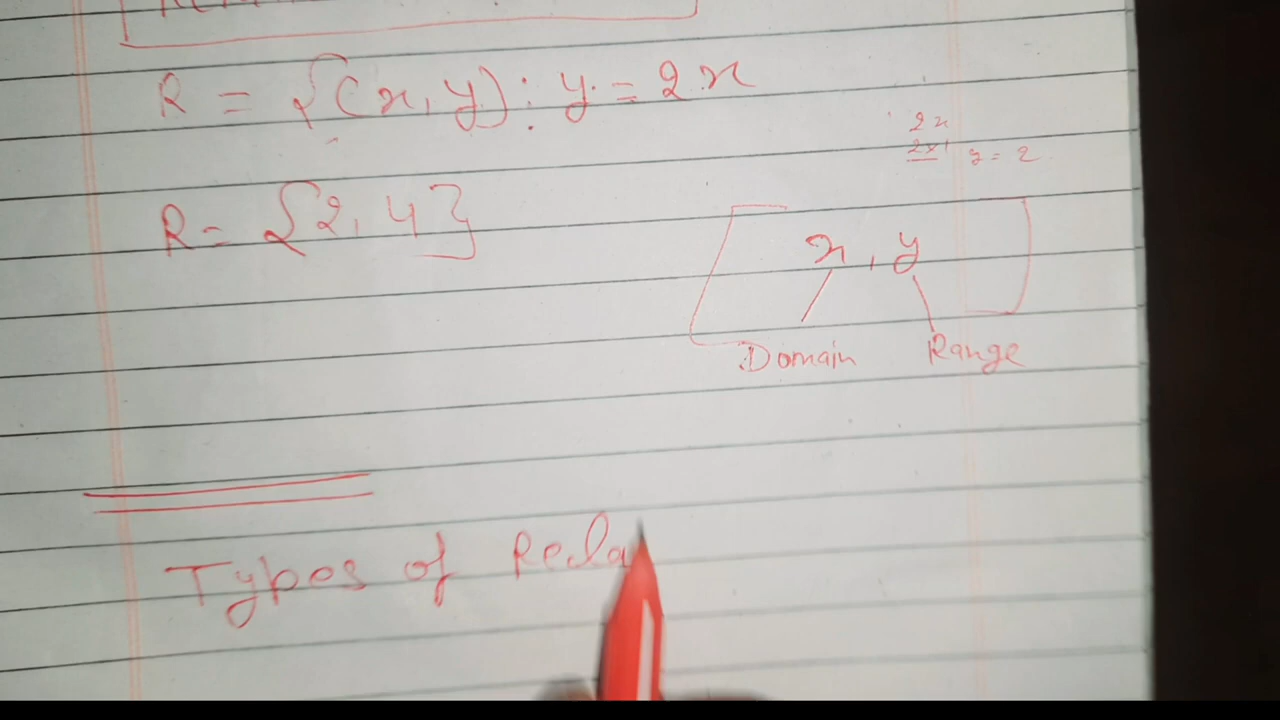 R = {(x, y) : y = 2x
2x
y = 2
R = {2, 4}
x, y
Domain Range
Types of Rela